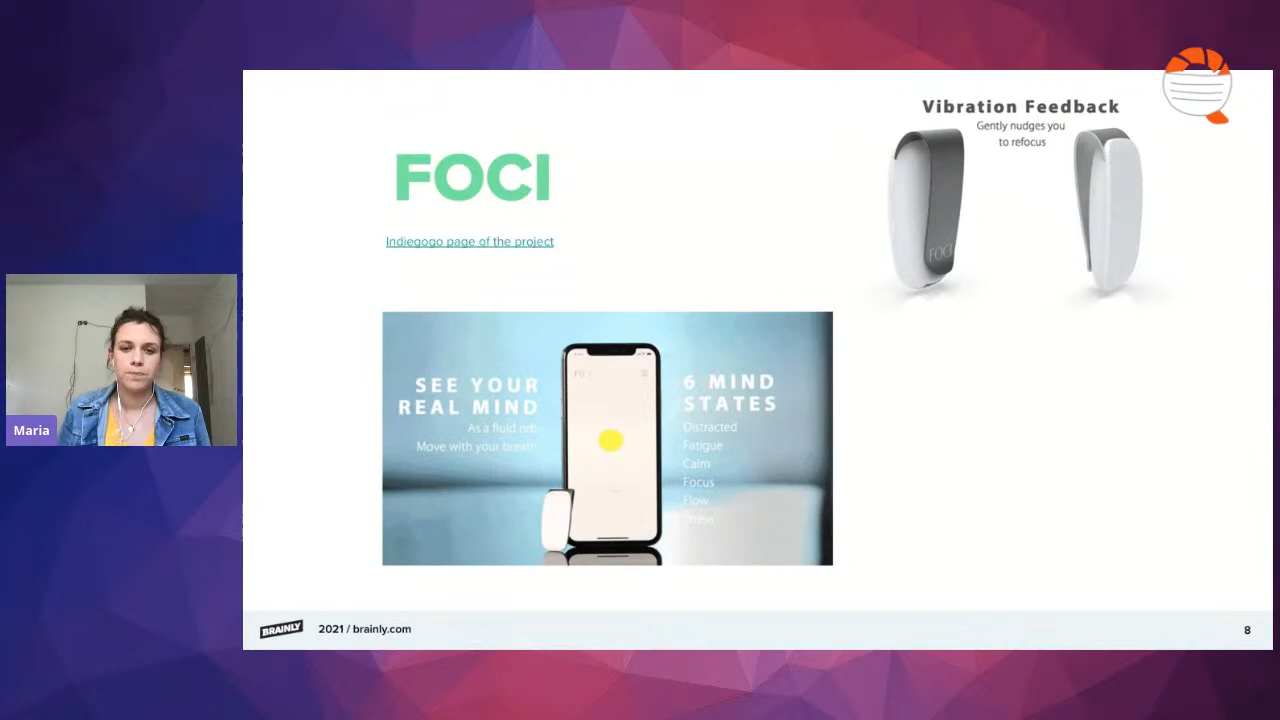 Vibration Feedback
Gently nudges you
to refocus
FOCI
FOCI
Indiegogo page of the project
SEE YOUR
REAL MIND
As a fluid orb
Move with your breath
6 MIND
STATES
Distracted
Fatigue
Calm
Focus
Flow
Stress
Maria
BRAINLY
2021 / brainly.com
8